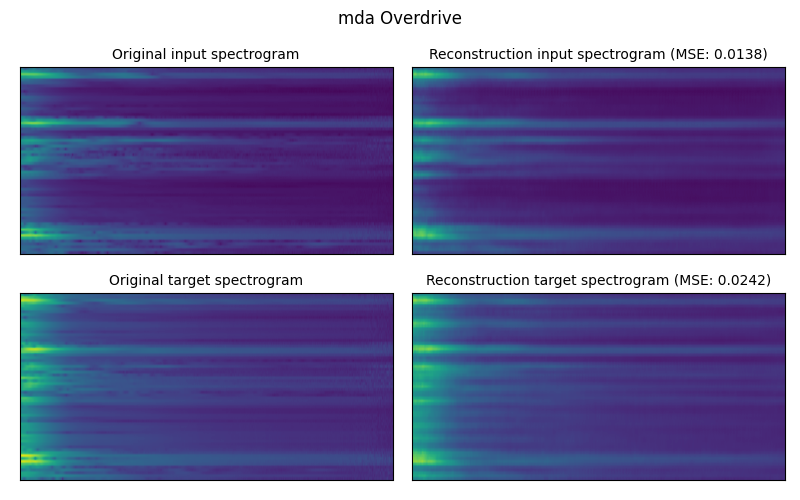 mda Overdrive
Original input spectrogram
Reconstruction input spectrogram (MSE: 0.0138)
Original target spectrogram
Reconstruction target spectrogram (MSE: 0.0242)